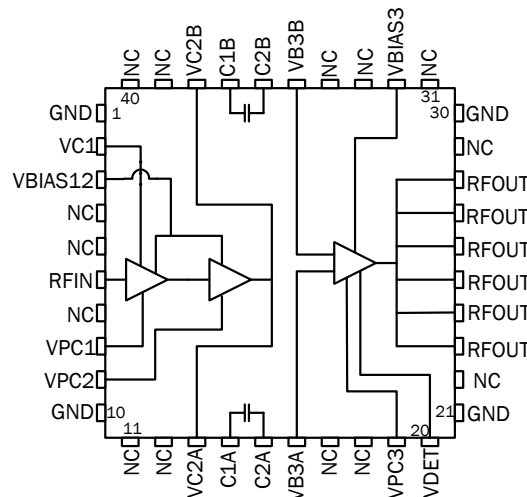 NC
NC
VC2B
C1B
C2B
VB3B
NC
NC
VBIAS3
NC
40
31
GND 1
30 GND
VC1
NC
VBIAS12
RFOUT
NC
RFOUT
NC
RFOUT
RFIN
RFOUT
NC
RFOUT
VPC1
RFOUT
VPC2
NC
GND 10
21 GND
11
20
NC
NC
VC2A
C1A
C2A
VB3A
NC
NC
VPC3
VDET